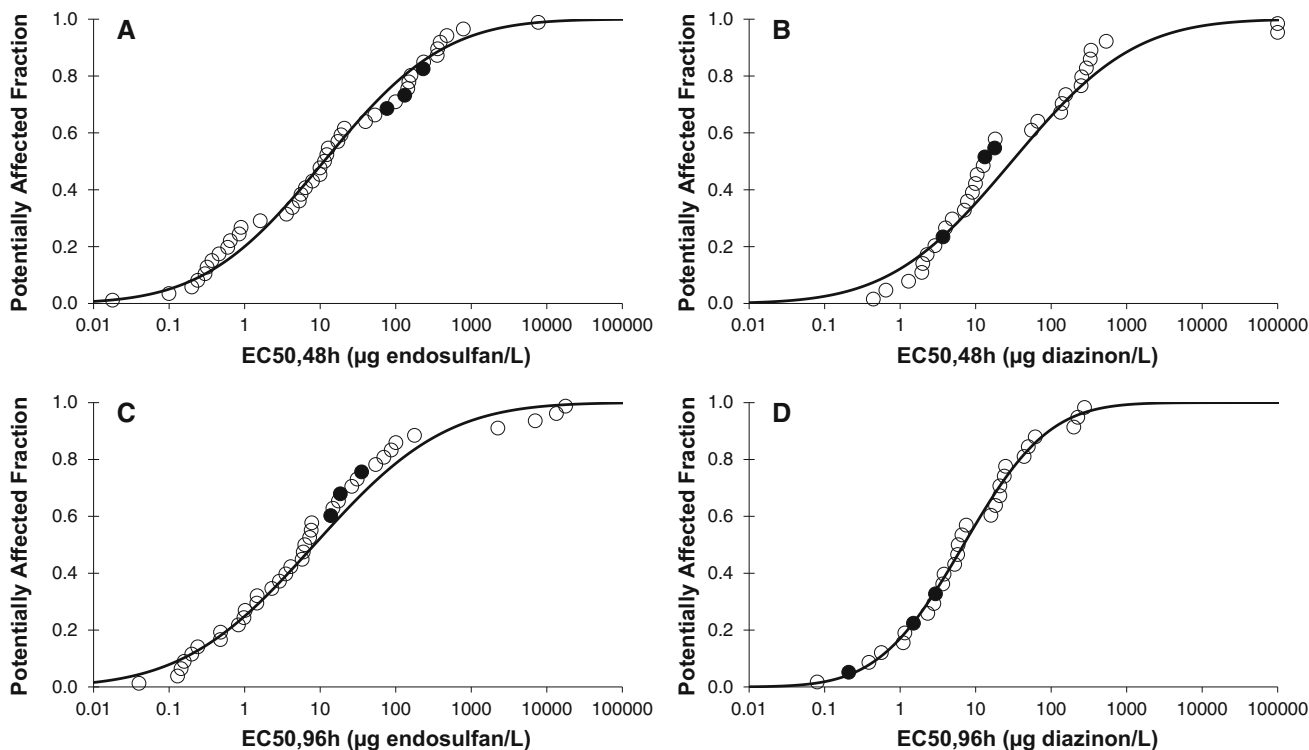 A
Potentially Affected Fraction
1.0
0.8
0.6
0.4
0.2
0.0
0.01 0.1 1 10 100 1000 10000 100000
EC50,48h (µg endosulfan/L)
B
Potentially Affected Fraction
1.0
0.8
0.6
0.4
0.2
0.0
0.01 0.1 1 10 100 1000 10000 100000
EC50,48h (µg diazinon/L)
C
Potentially Affected Fraction
1.0
0.8
0.6
0.4
0.2
0.0
0.01 0.1 1 10 100 1000 10000 100000
EC50,96h (µg endosulfan/L)
D
Potentially Affected Fraction
1.0
0.8
0.6
0.4
0.2
0.0
0.01 0.1 1 10 100 1000 10000 100000
EC50,96h (µg diazinon/L)